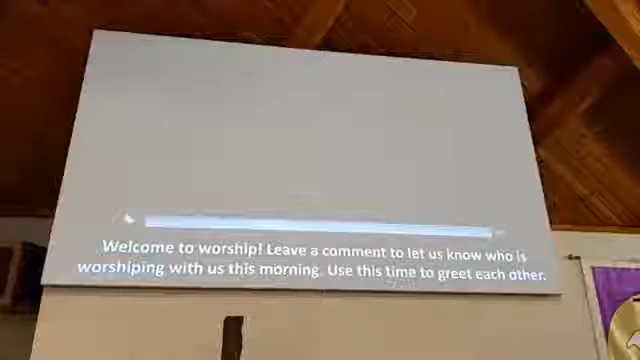 Welcome to worship! Leave a comment to let us know who is
worshiping with us this morning. Use this time to greet each other.